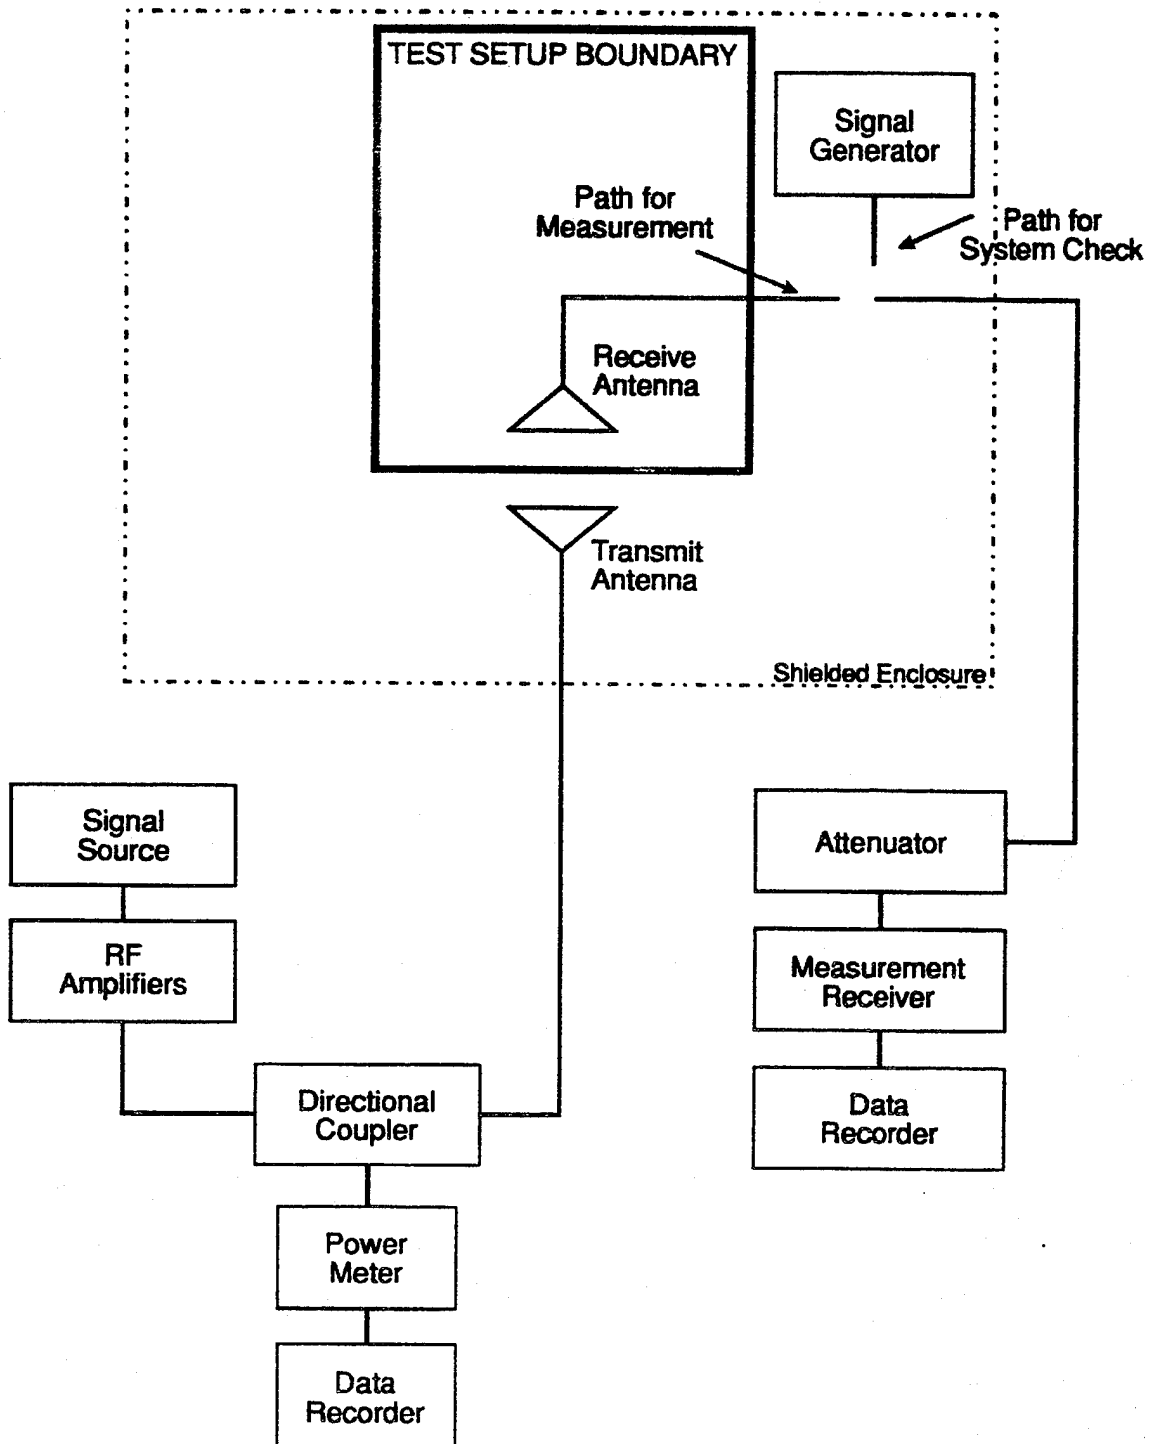 TEST SETUP BOUNDARY
Signal
Generator
Path for
Measurement
Path for
System Check
Receive
Antenna
Transmit
Antenna
Shielded Enclosure
Signal
Source
Attenuator
RF
Amplifiers
Measurement
Receiver
Directional
Coupler
Data
Recorder
Power
Meter
Data
Recorder